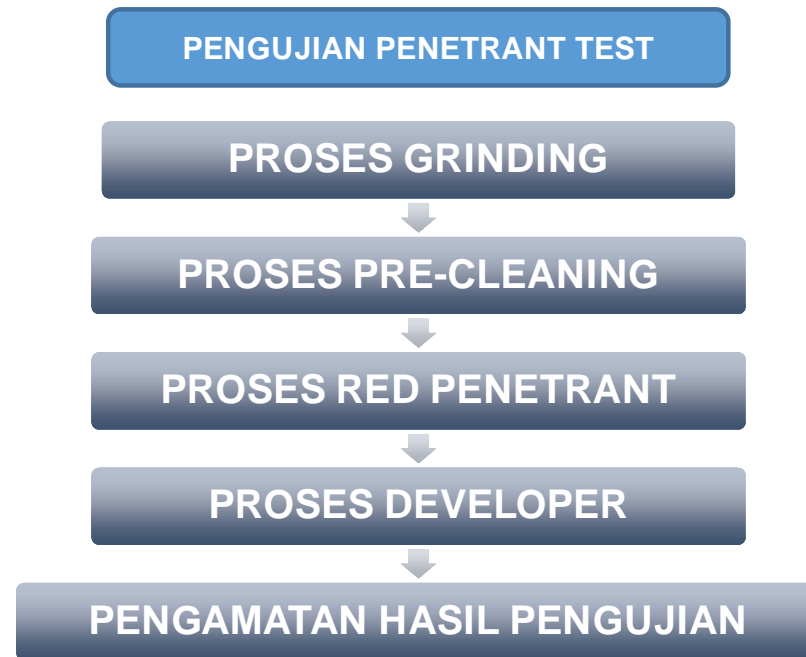 PENGUJIAN PENETRANT TEST
PROSES GRINDING
PROSES PRE-CLEANING
PROSES RED PENETRANT
PROSES DEVELOPER
PENGAMATAN HASIL PENGUJIAN